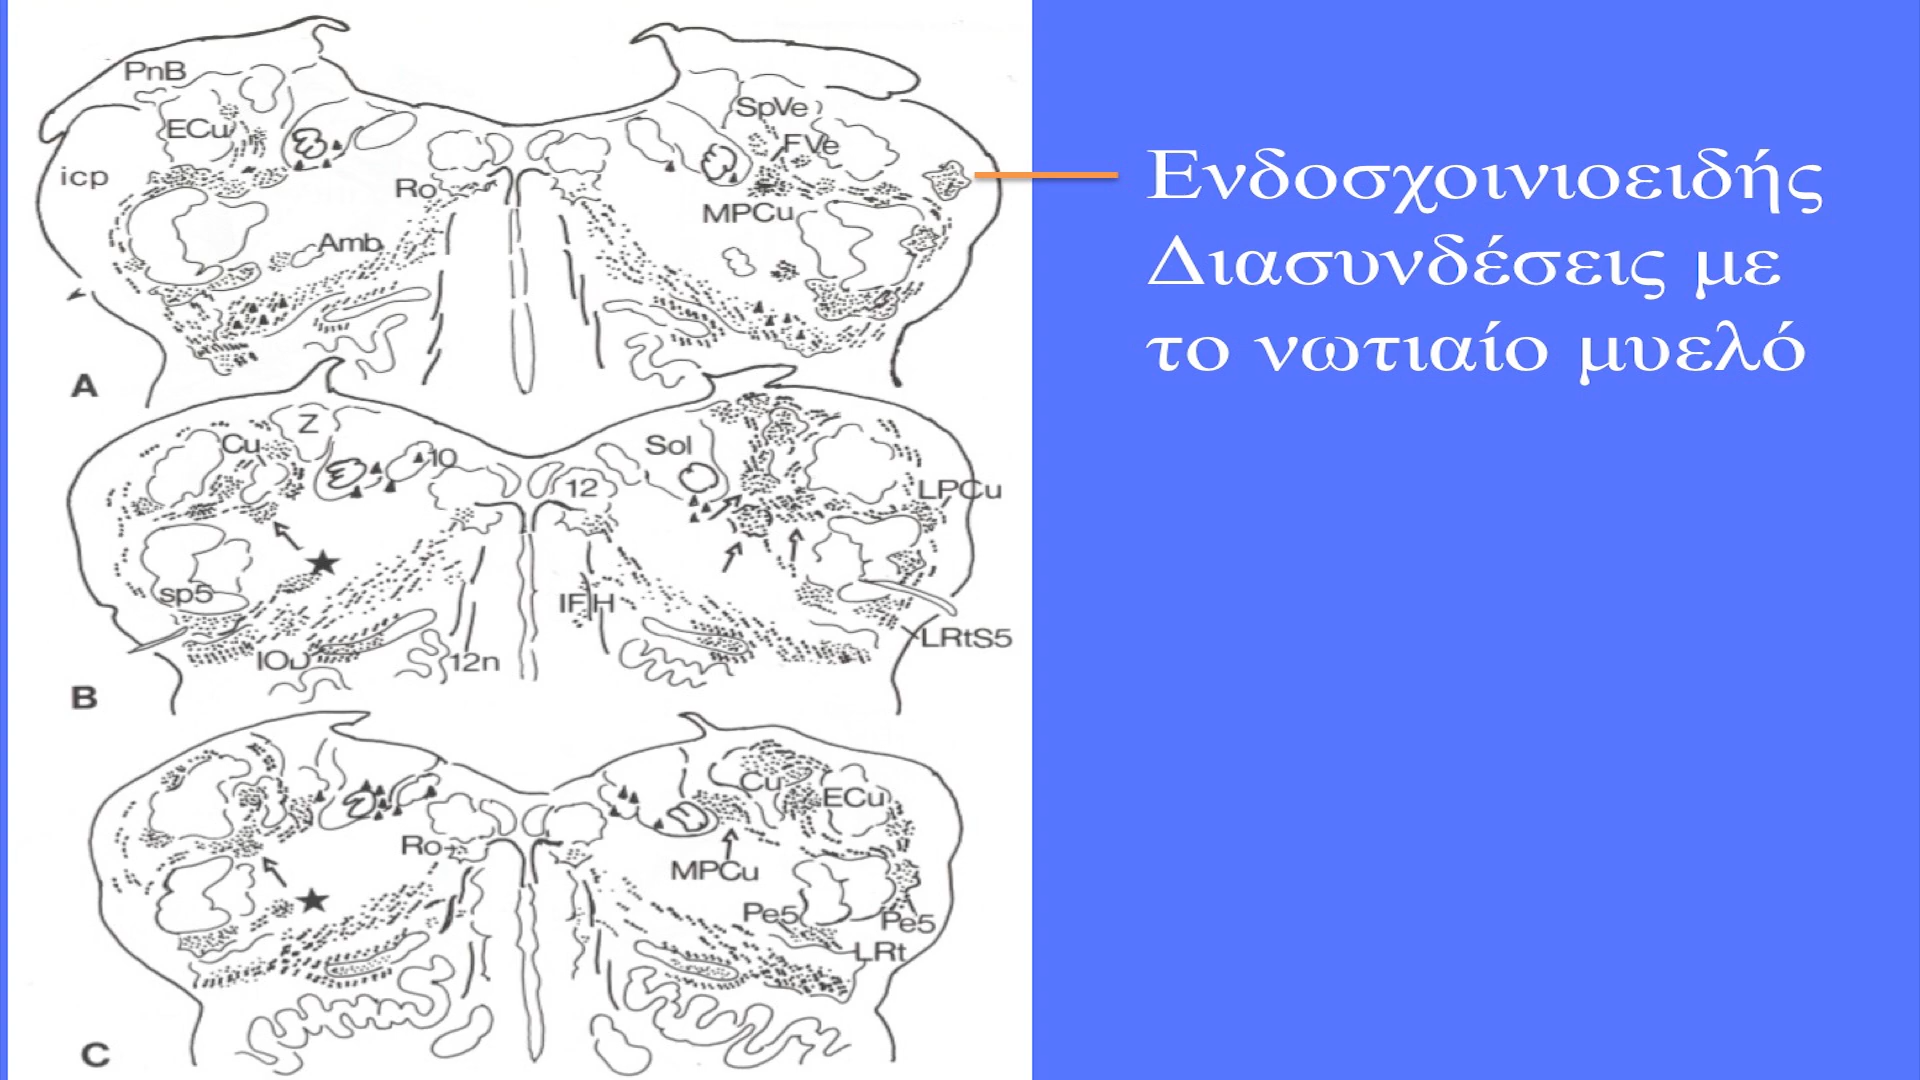 PnB
SpVe
ECu
FVe
icp
Ro
MPCu
Amb
A
Z
Cu
10
Sol
12
LPCu
sp5
IFH
LRtS5
IOD
12n
B
Cu
ECu
Ro
MPCu
Pe5
Pe5
LRt
C
Ενδοσχοινιοειδής
Διασυνδέσεις με
το νωτιαίο μυελό